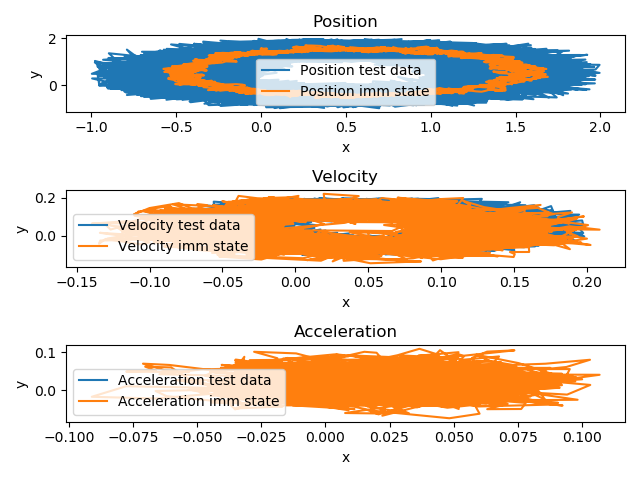 Position
2
0
y
Position test data
Position imm state
−1.0 −0.5 0.0 0.5 1.0 1.5 2.0
x
Velocity
0.2
0.0
y
Velocity test data
Velocity imm state
−0.15 −0.10 −0.05 0.00 0.05 0.10 0.15 0.20
x
Acceleration
0.1
0.0
y
Acceleration test data
Acceleration imm state
−0.100 −0.075 −0.050 −0.025 0.000 0.025 0.050 0.075 0.100
x